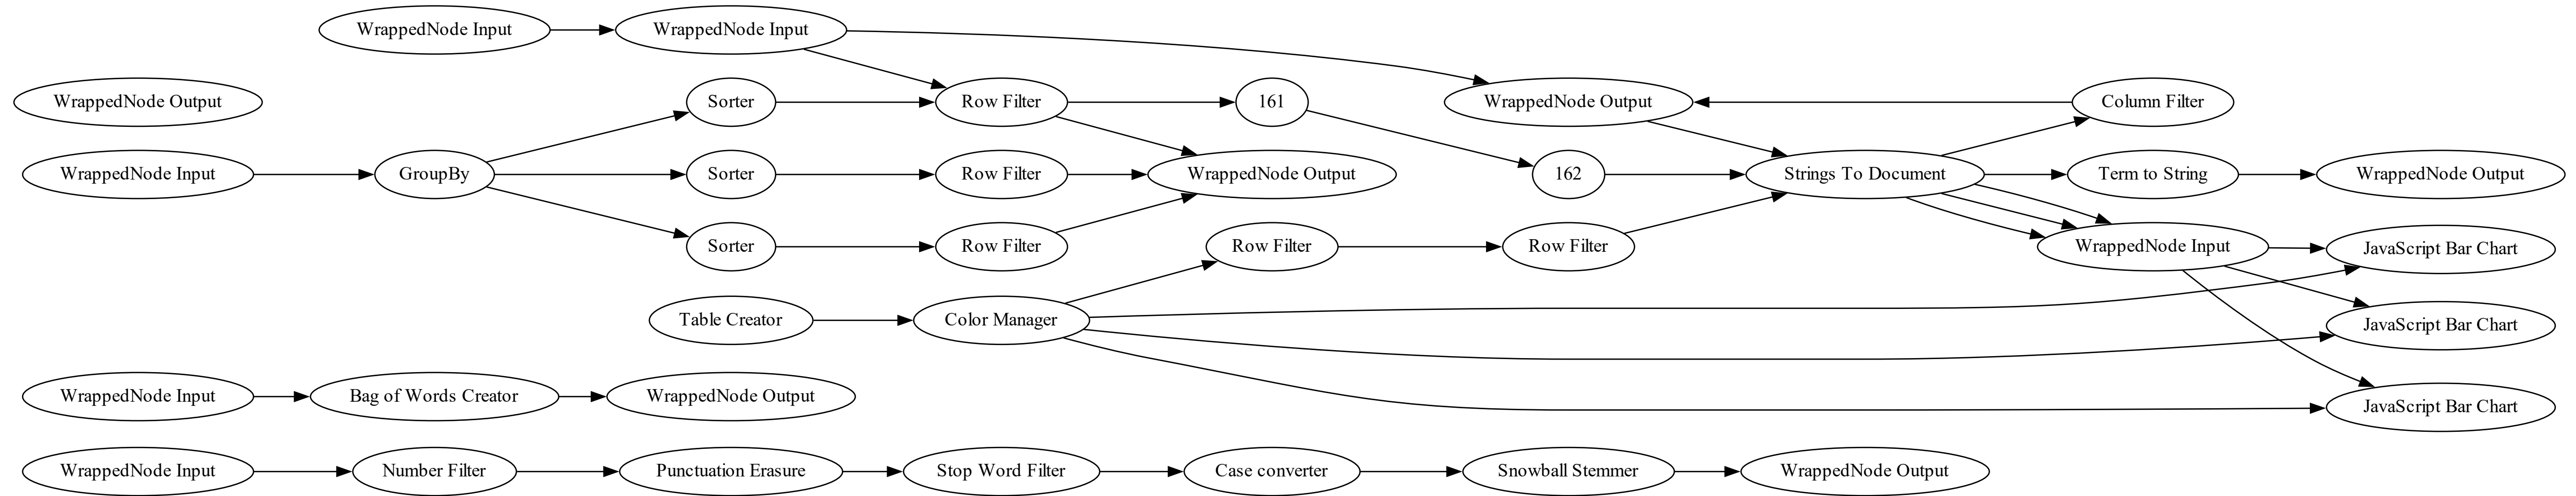 WrappedNode Input
WrappedNode Input
WrappedNode Output
Sorter
Row Filter
161
WrappedNode Output
Column Filter
WrappedNode Input
GroupBy
Sorter
Row Filter
WrappedNode Output
162
Strings To Document
Term to String
WrappedNode Output
Sorter
Row Filter
Row Filter
Row Filter
WrappedNode Input
JavaScript Bar Chart
Table Creator
Color Manager
JavaScript Bar Chart
WrappedNode Input
Bag of Words Creator
WrappedNode Output
JavaScript Bar Chart
WrappedNode Input
Number Filter
Punctuation Erasure
Stop Word Filter
Case converter
Snowball Stemmer
WrappedNode Output